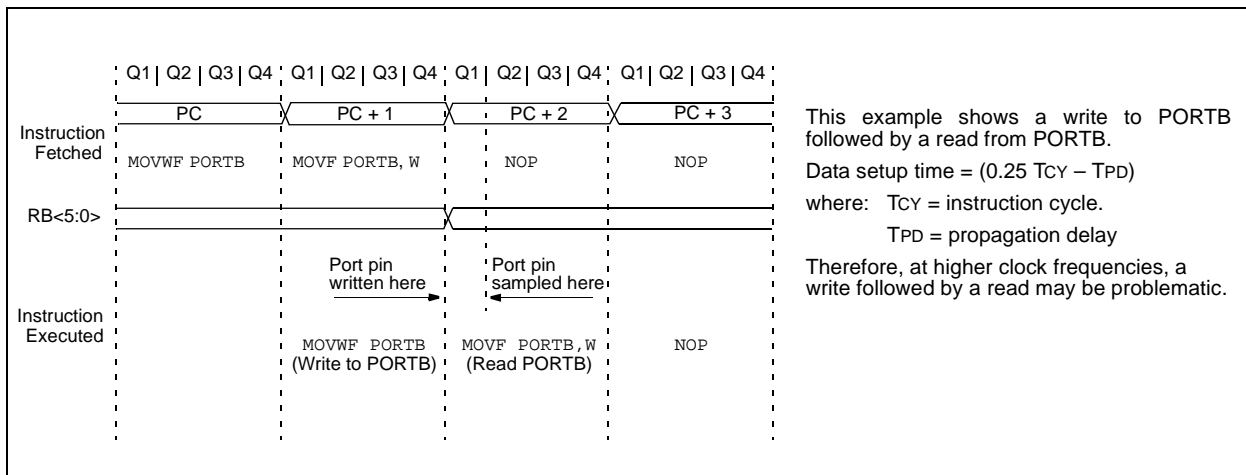 Q1 | Q2 | Q3 | Q4 Q1 | Q2 | Q3 | Q4 Q1 | Q2 | Q3 | Q4 Q1 | Q2 | Q3 | Q4
PC PC + 1 PC + 2 PC + 3
Instruction
Fetched
MOVWF PORTB MOVF PORTB, W NOP NOP
RB<5:0>
Port pin
written here
Port pin
sampled here
Instruction
Executed
MOVWF PORTB
(Write to PORTB)
MOVF PORTB,W
(Read PORTB)
NOP
This example shows a write to PORTB
followed by a read from PORTB.
Data setup time = (0.25 TCY – TPD)
where: TCY = instruction cycle.
TPD = propagation delay
Therefore, at higher clock frequencies, a
write followed by a read may be problematic.